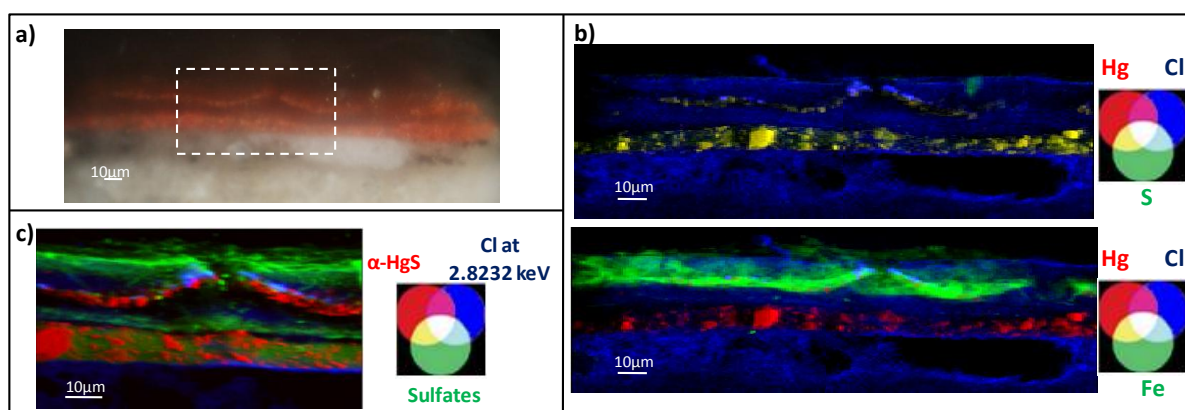 a)
10µm
b)
Hg Cl
10µm
S
c)
α-HgS
Cl at
2.8232 keV
10µm
Sulfates
Hg Cl
10µm
Fe